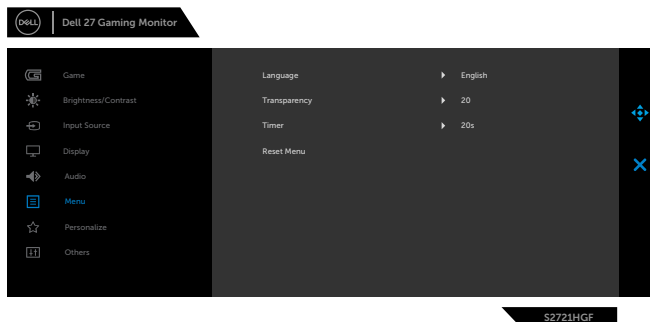 DELL
Dell 27 Gaming Monitor
Game
Brightness/Contrast
Input Source
Display
Audio
Menu
Personalize
Others
Language English
Transparency 20
Timer 20s
Reset Menu
S2721HGF